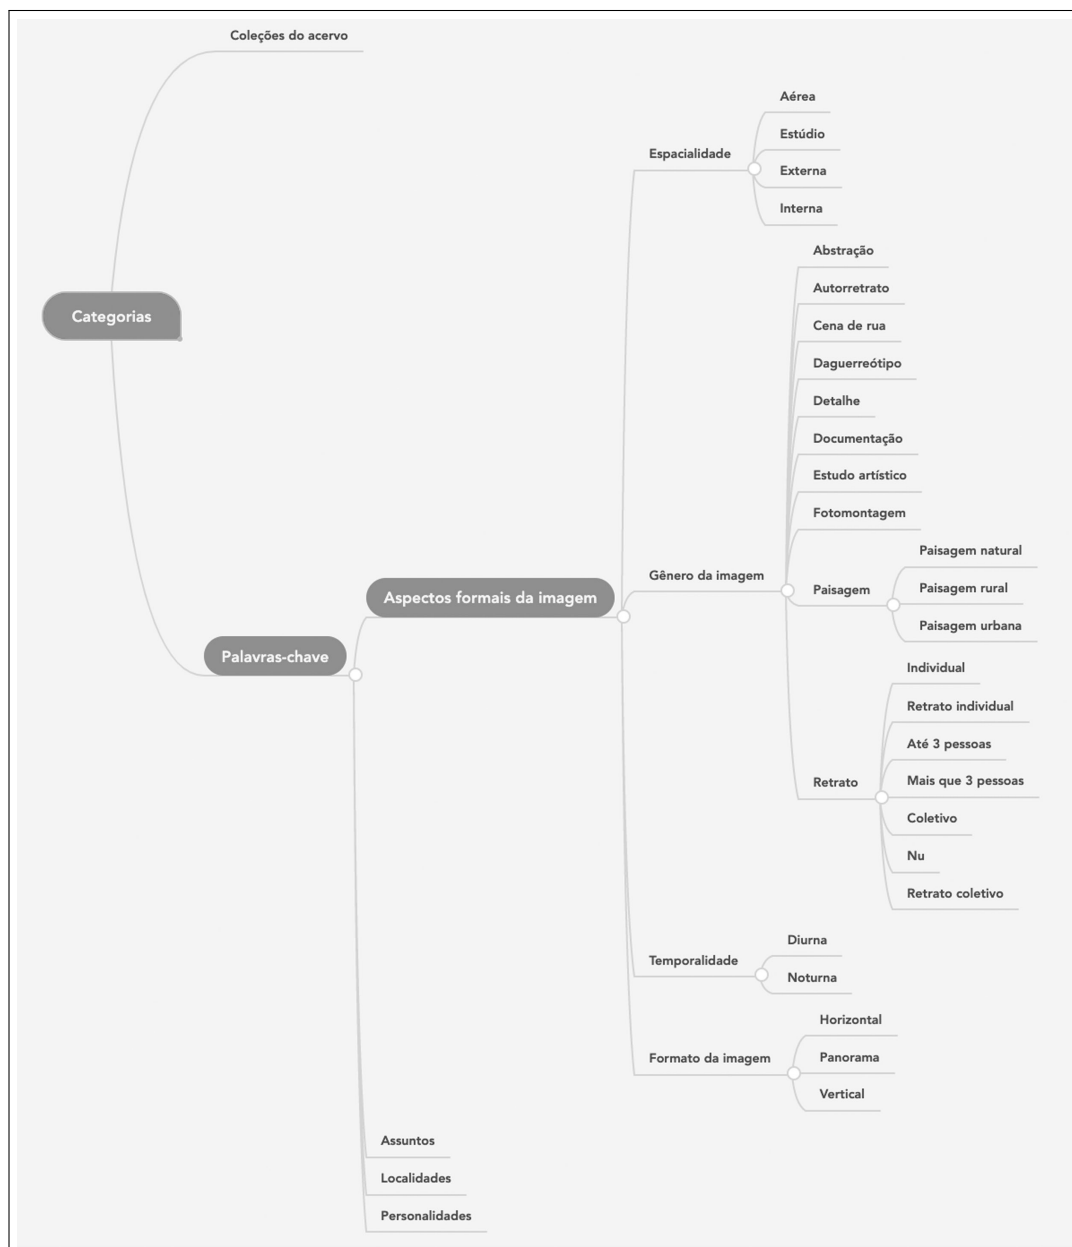 Coleções do acervo
Categorias
Palavras-chave
Aspectos formais da imagem
Espacialidade
Aérea
Estúdio
Externa
Interna
Gênero da imagem
Abstração
Autorretrato
Cena de rua
Daguerreótipo
Detalhe
Documentação
Estudo artístico
Fotomontagem
Paisagem
Paisagem natural
Paisagem rural
Paisagem urbana
Retrato
Individual
Retrato individual
Até 3 pessoas
Mais que 3 pessoas
Coletivo
Nu
Retrato coletivo
Temporalidade
Diurna
Noturna
Formato da imagem
Horizontal
Panorama
Vertical
Assuntos
Localidades
Personalidades